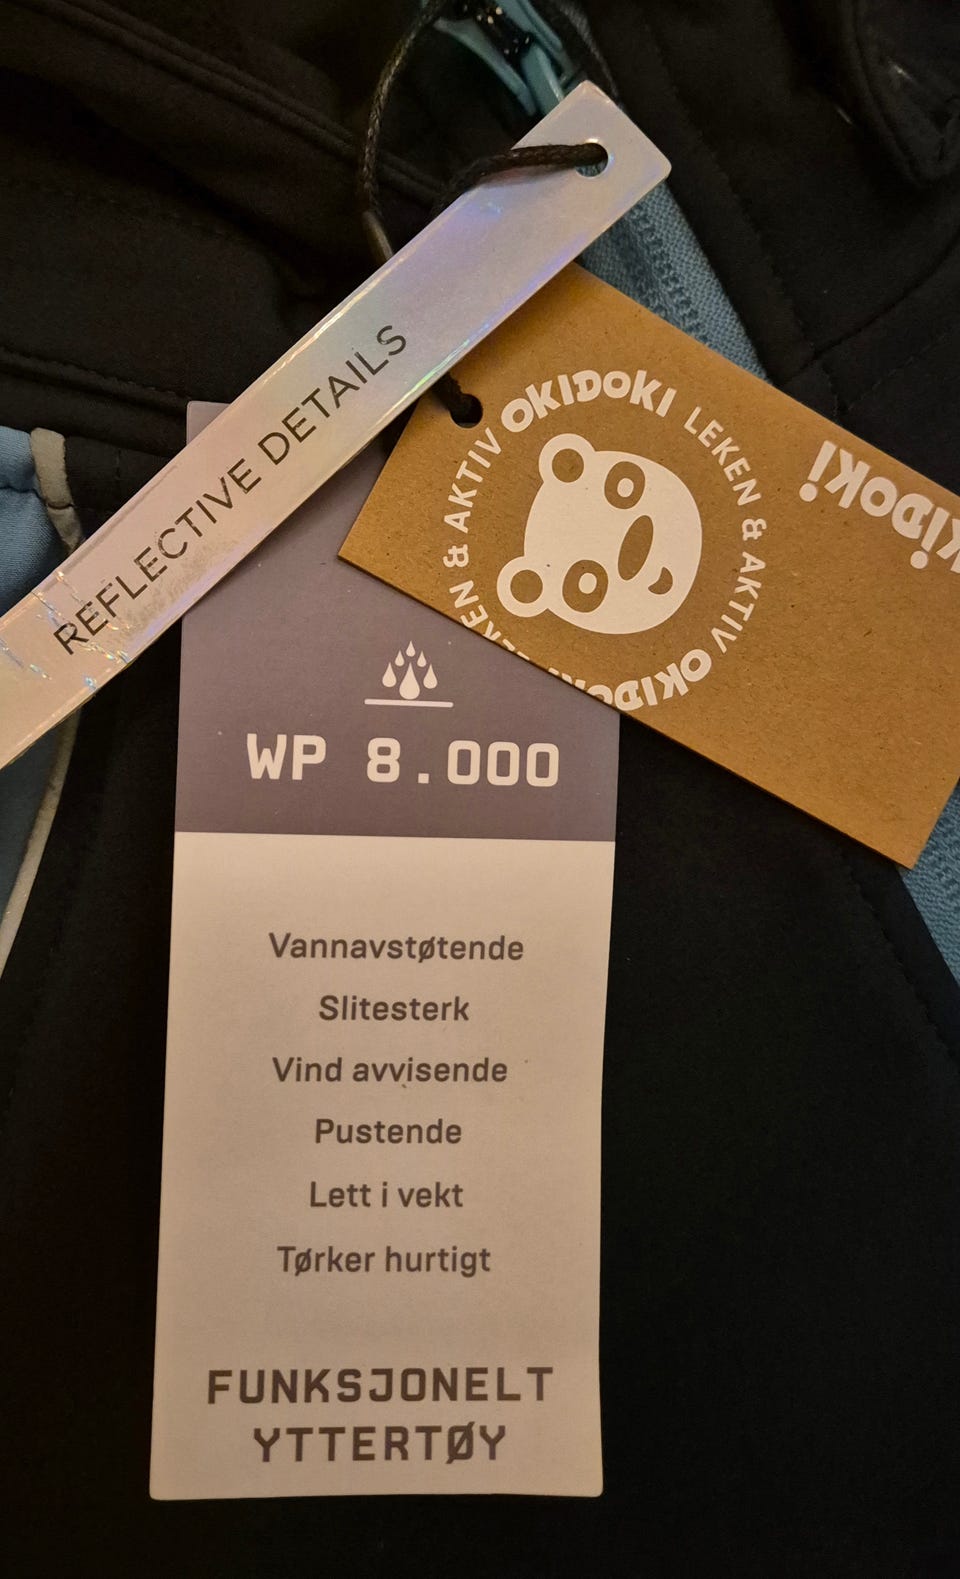 REFLECTIVE DETAILS
OKIDOKI LEKEN & AKTIV OKIDOKI LEKEN & AKTIV
OKIDOKI
WP 8.000
Vannavstøtende
Slitesterk
Vind avvisende
Pustende
Lett i vekt
Tørker hurtigt
FUNKSJONELT
YTTERTØY